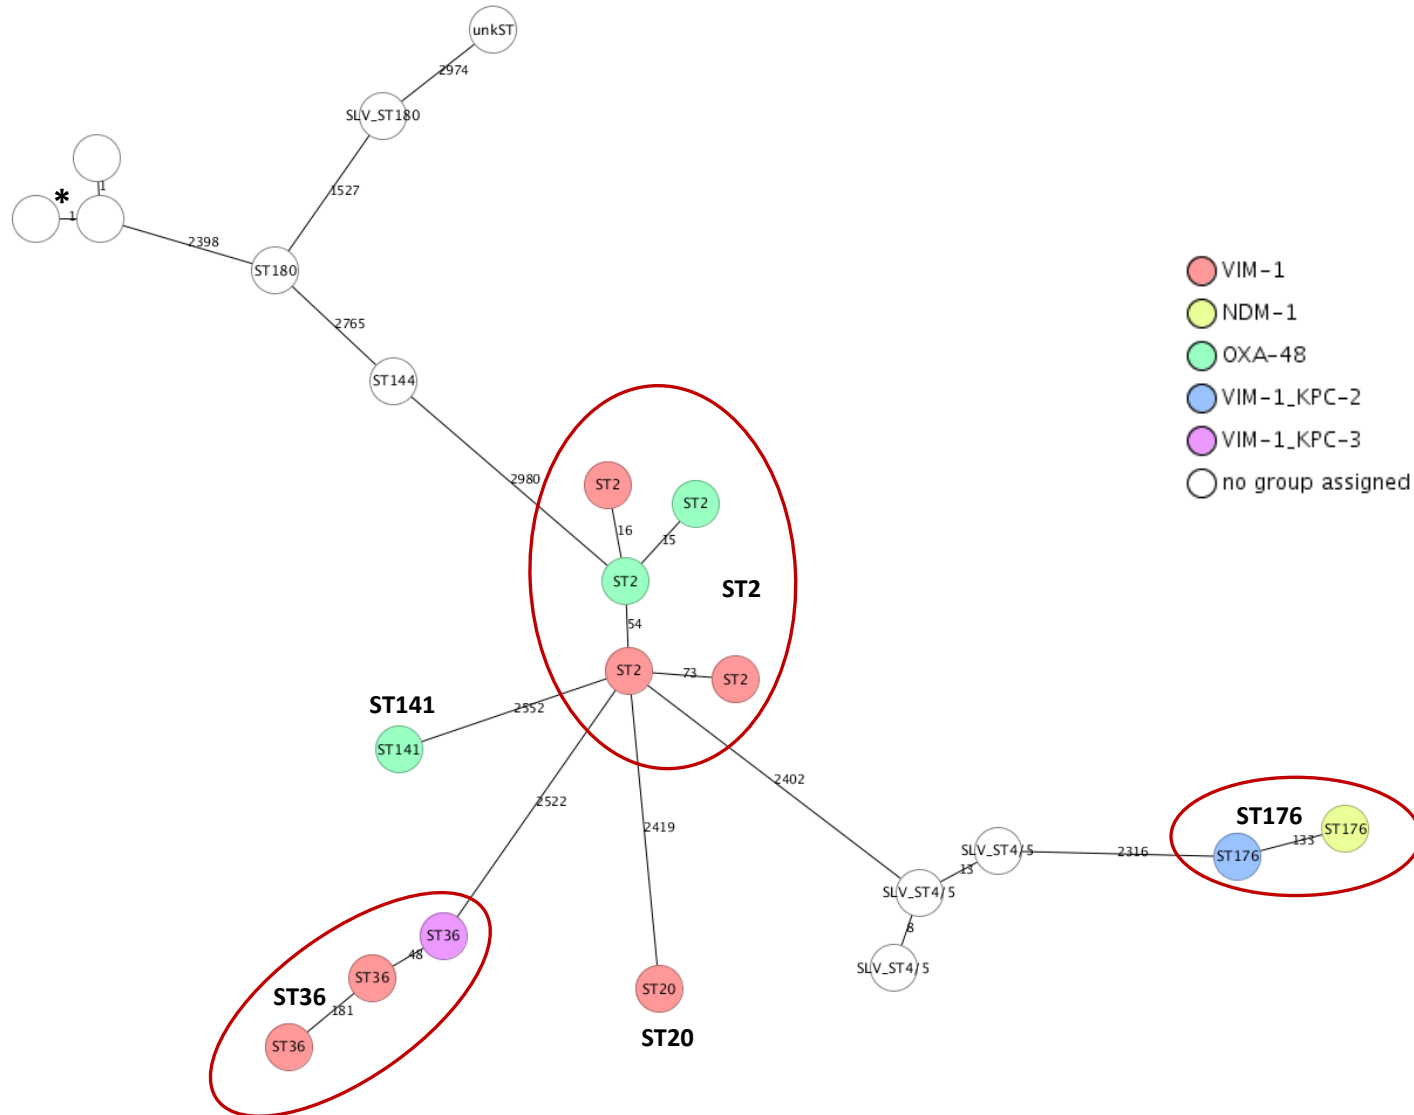 unkST
2974
SLV_ST180
1527
*
1
1
2398
ST180
2765
ST144
2980
VIM-1
NDM-1
OXA-48
VIM-1_KPC-2
VIM-1_KPC-3
no group assigned
ST2
ST2
16
15
ST2
ST2
54
ST2
73
ST2
ST141
2552
ST141
2522
2419
2402
SLV_ST4/5
13
SLV_ST4/5
8
SLV_ST4/5
2316
ST176
ST176
133
ST176
ST36
48
ST36
ST36
181
ST36
ST20
ST20